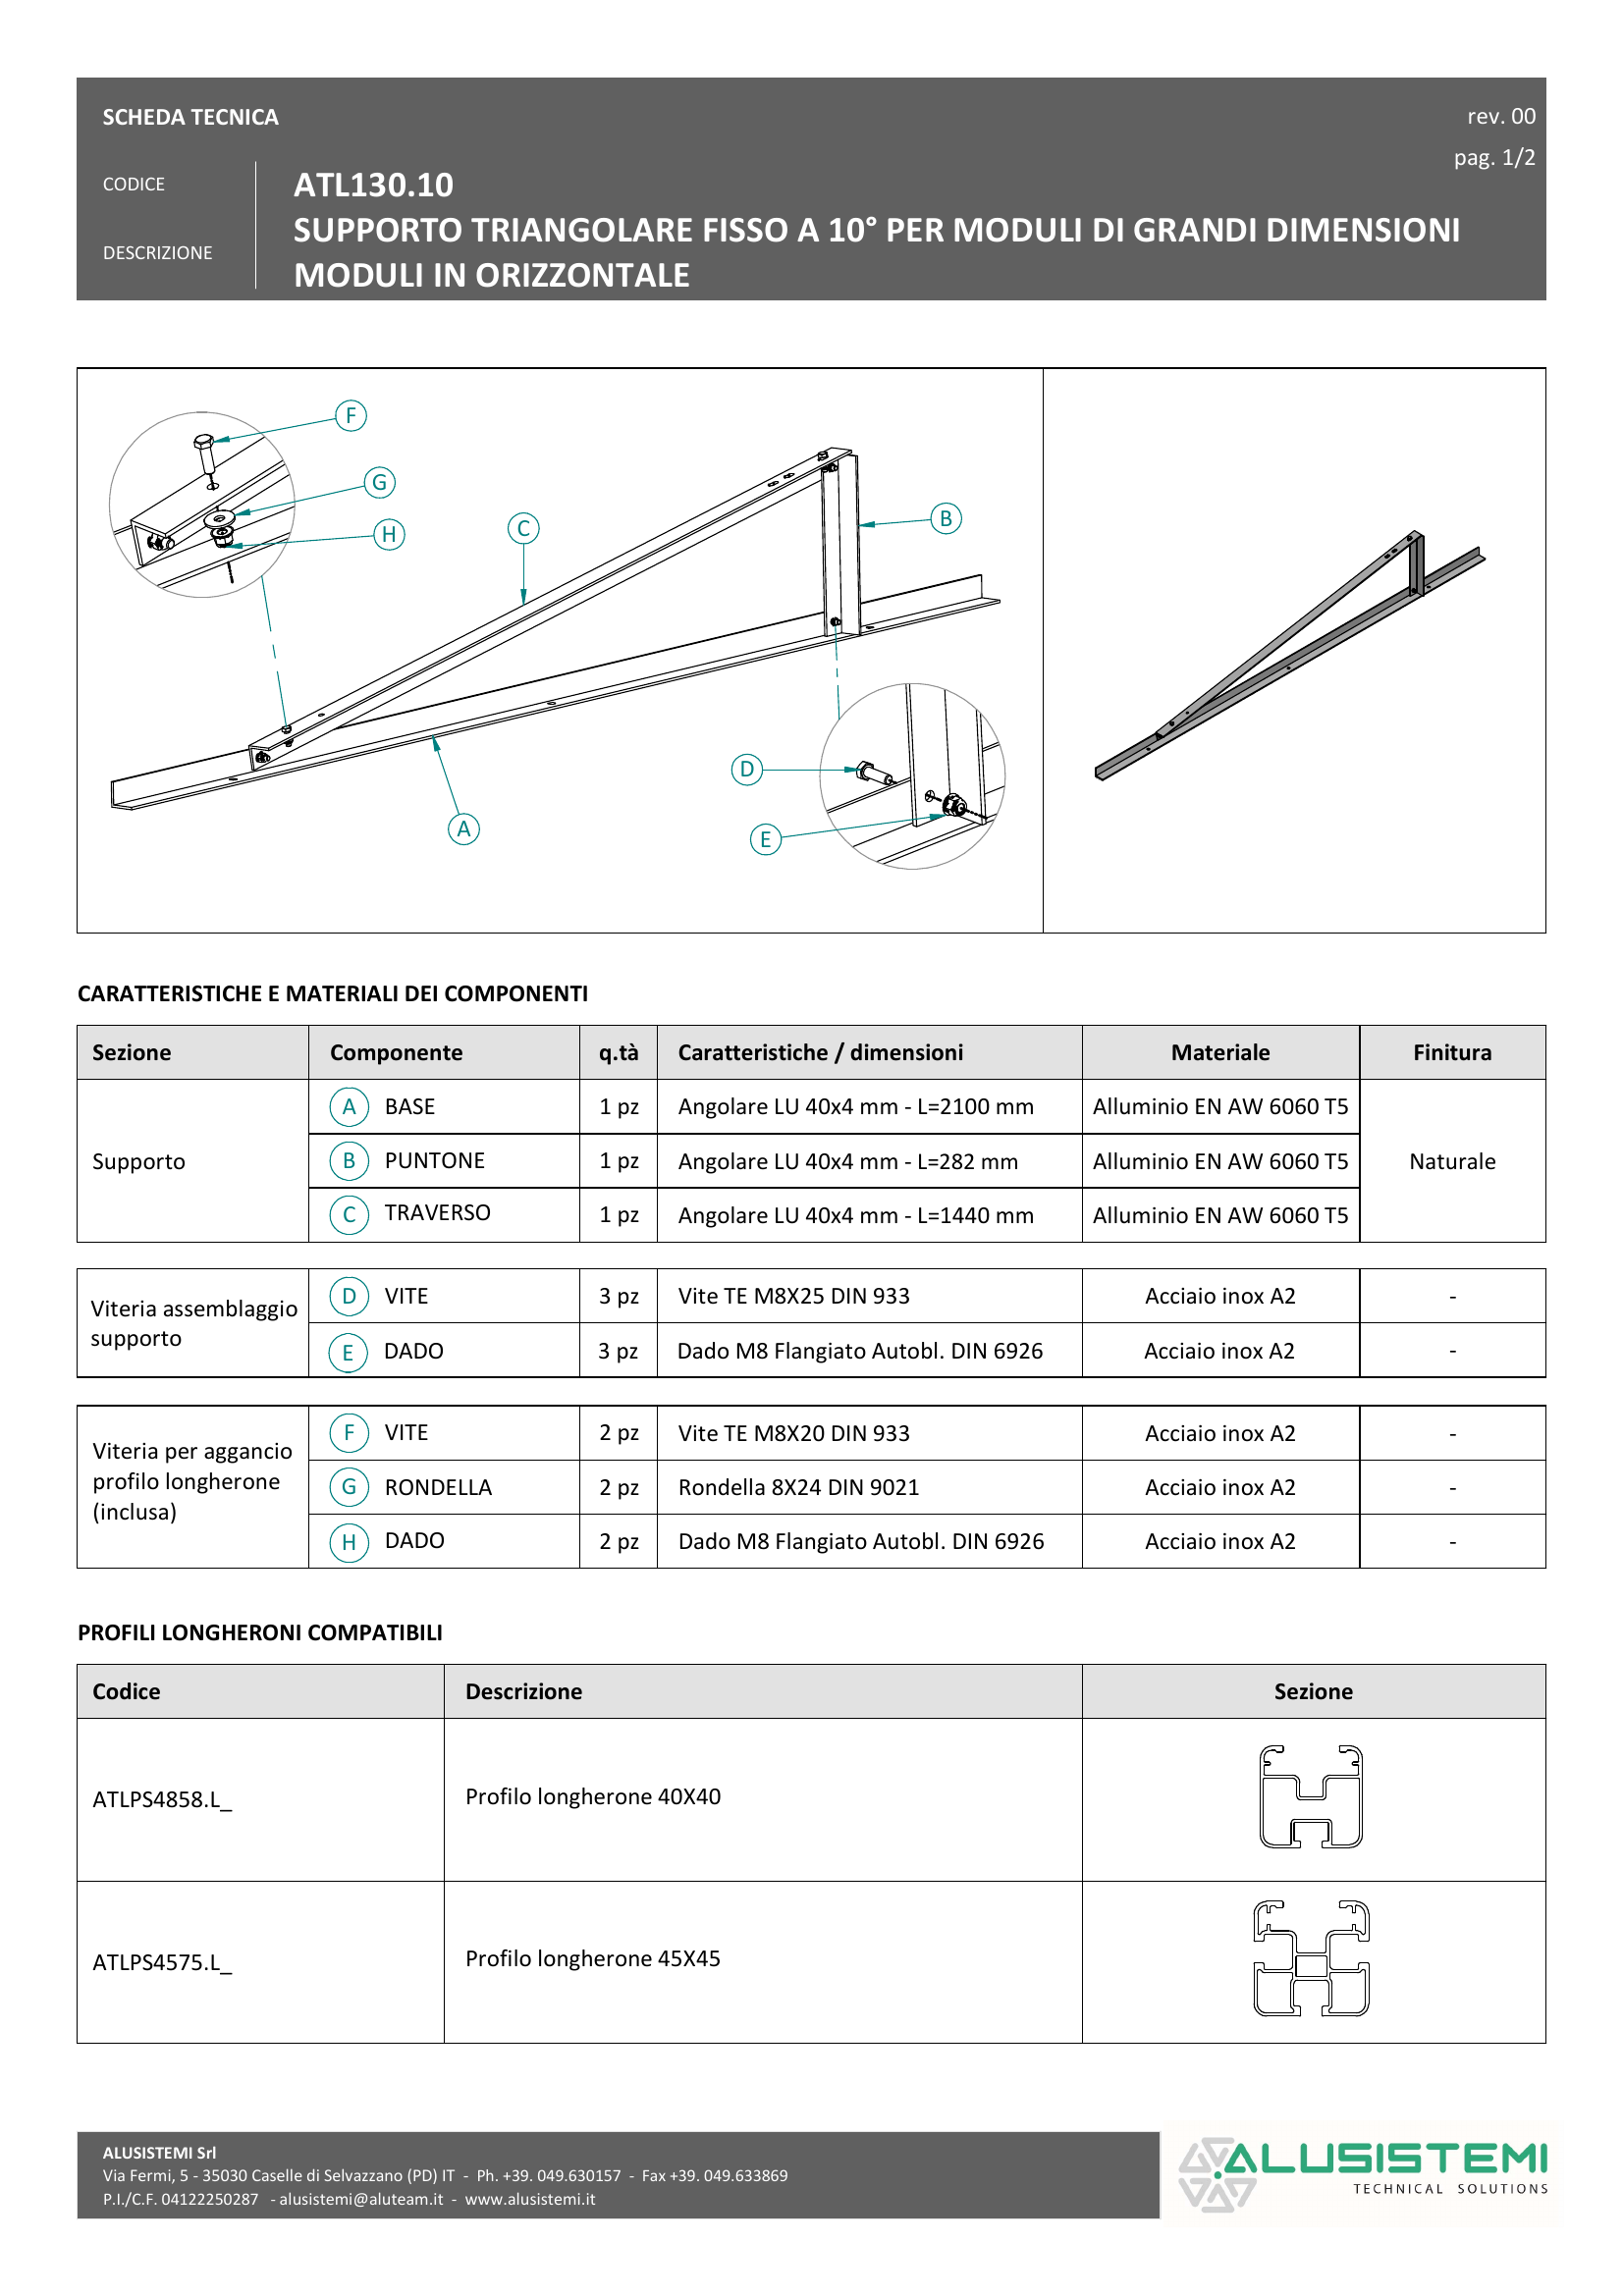 SCHEDA TECNICA
rev. 00
pag. 1/2
CODICE
ATL130.10
DESCRIZIONE
SUPPORTO TRIANGOLARE FISSO A 10° PER MODULI DI GRANDI DIMENSIONI
MODULI IN ORIZZONTALE
F
G
H
C
B
D
A
E
CARATTERISTICHE E MATERIALI DEI COMPONENTI
Sezione Componente q.tà Caratteristiche / dimensioni Materiale Finitura
Supporto
A BASE 1 pz Angolare LU 40x4 mm - L=2100 mm Alluminio EN AW 6060 T5
B PUNTONE 1 pz Angolare LU 40x4 mm - L=282 mm Alluminio EN AW 6060 T5
C TRAVERSO 1 pz Angolare LU 40x4 mm - L=1440 mm Alluminio EN AW 6060 T5
Naturale
Viteria assemblaggio
supporto
D VITE 3 pz Vite TE M8X25 DIN 933 Acciaio inox A2 -
E DADO 3 pz Dado M8 Flangiato Autobl. DIN 6926 Acciaio inox A2 -
Viteria per aggancio
profilo longherone
(inclusa)
F VITE 2 pz Vite TE M8X20 DIN 933 Acciaio inox A2 -
G RONDELLA 2 pz Rondella 8X24 DIN 9021 Acciaio inox A2 -
H DADO 2 pz Dado M8 Flangiato Autobl. DIN 6926 Acciaio inox A2 -
PROFILI LONGHERONI COMPATIBILI
Codice Descrizione Sezione
ATLPS4858.L_ Profilo longherone 40X40
ATLPS4575.L_ Profilo longherone 45X45
ALUSISTEMI Srl
Via Fermi, 5 - 35030 Caselle di Selvazzano (PD) IT - Ph. +39. 049.630157 - Fax +39. 049.633869
P.I./C.F. 04122250287 - alusistemi@aluteam.it - www.alusistemi.it
ALUSISTEMI
TECHNICAL SOLUTIONS